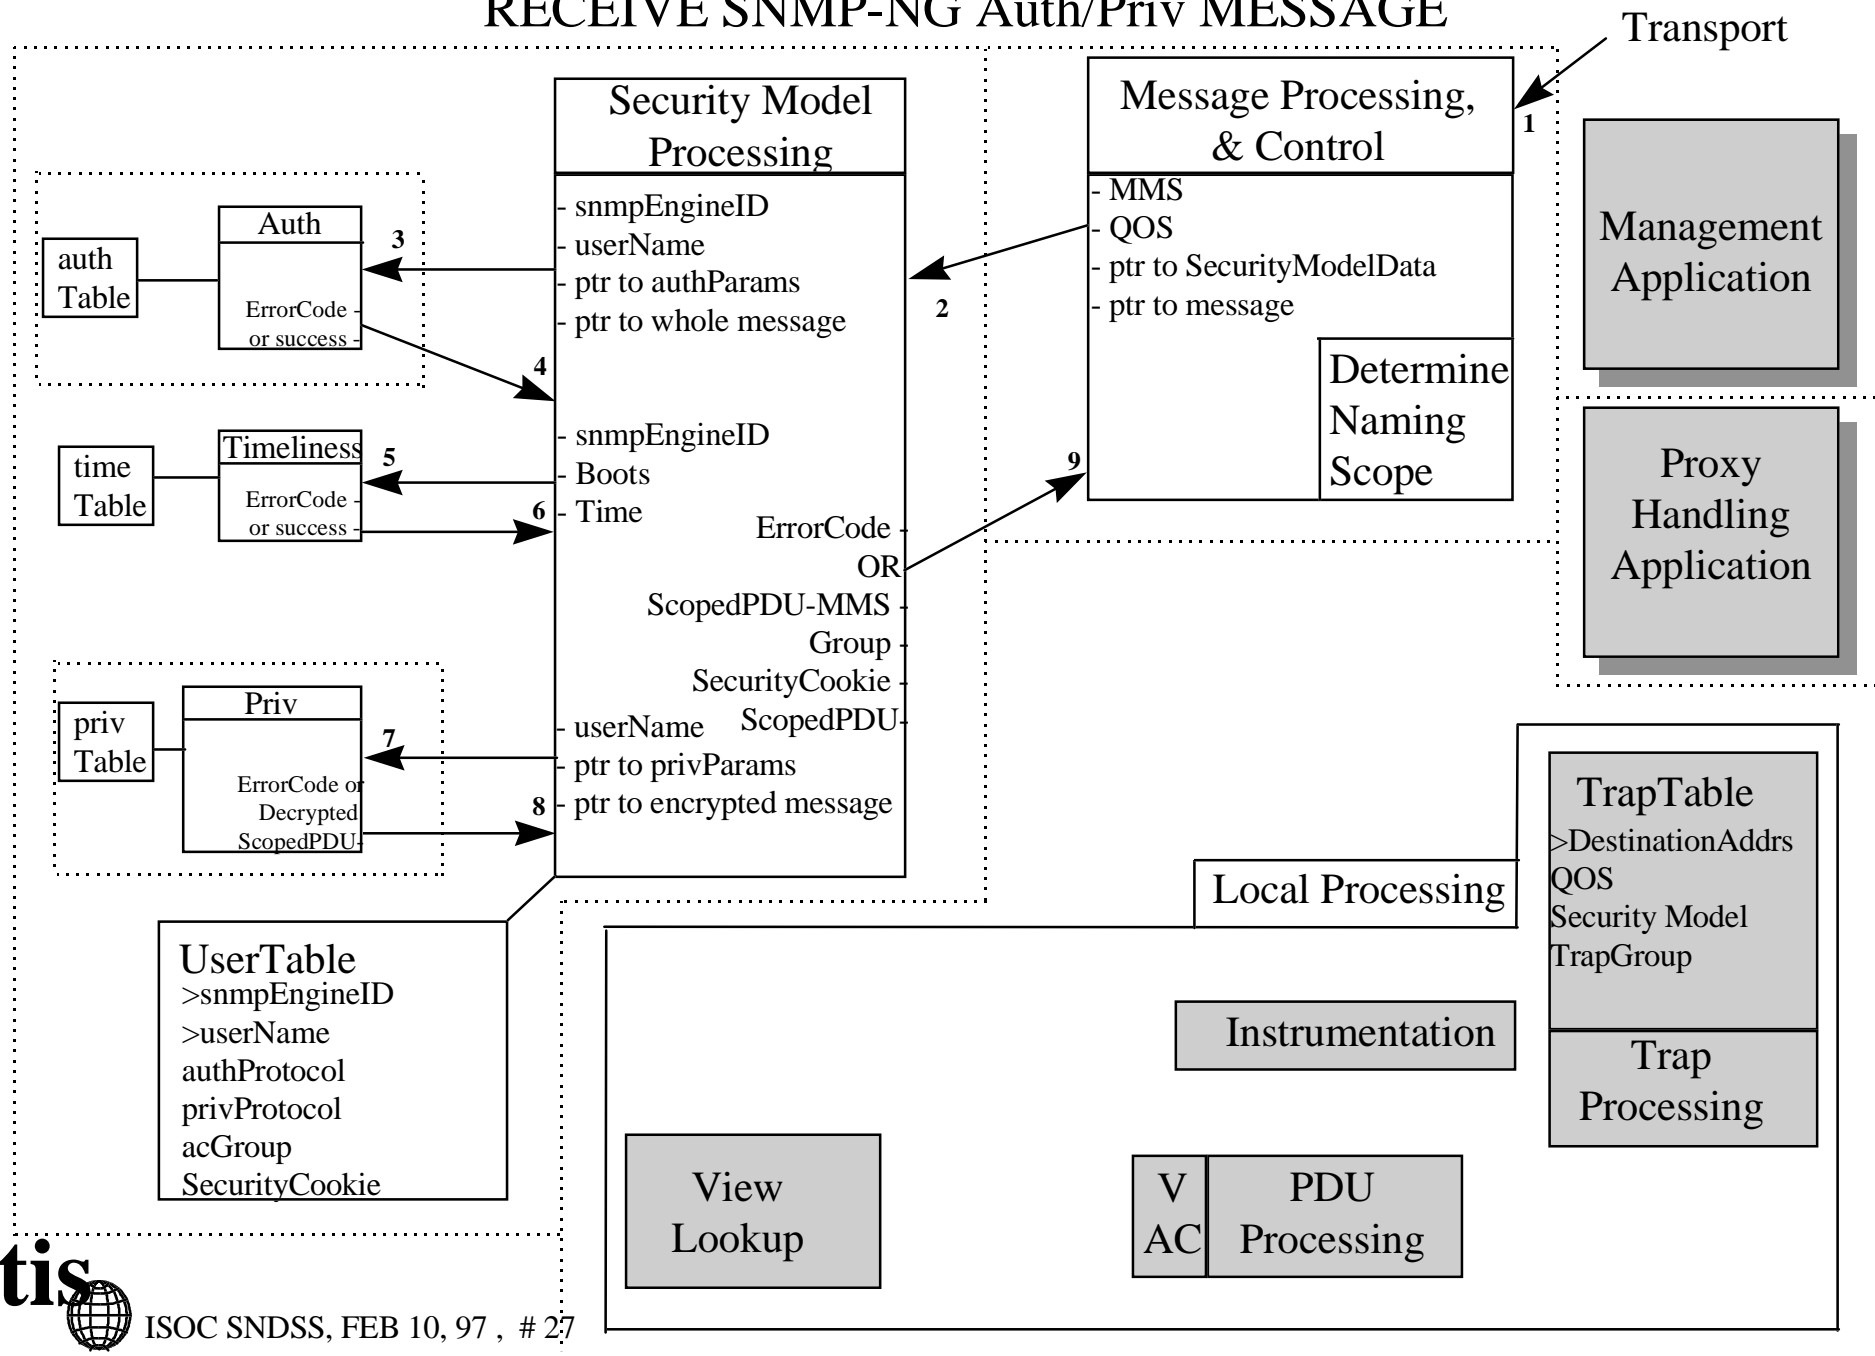 RECEIVE SNMP-NG Auth/Priv MESSAGE
Transport
1
Security Model
Processing
- snmpEngineID
- userName
- ptr to authParams
- ptr to whole message
- snmpEngineID
- Boots
- Time
ErrorCode -
OR
ScopedPDU-MMS -
Group -
SecurityCookie -
ScopedPDU-
- userName
- ptr to privParams
- ptr to encrypted message
Message Processing,
& Control
- MMS
- QOS
- ptr to SecurityModelData
- ptr to message
Determine
Naming
Scope
2
9
Management
Application
Proxy
Handling
Application
auth
Table
Auth
ErrorCode -
or success -
3
4
time
Table
Timeliness
ErrorCode -
or success -
5
6
priv
Table
Priv
ErrorCode or
Decrypted
ScopedPDU-
7
8
UserTable
>snmpEngineID
>userName
authProtocol
privProtocol
acGroup
SecurityCookie
Local Processing
TrapTable
>DestinationAddrs
QOS
Security Model
TrapGroup
Trap
Processing
Instrumentation
View
Lookup
V
AC
PDU
Processing
tis
ISOC SNDSS, FEB 10, 97 , # 27